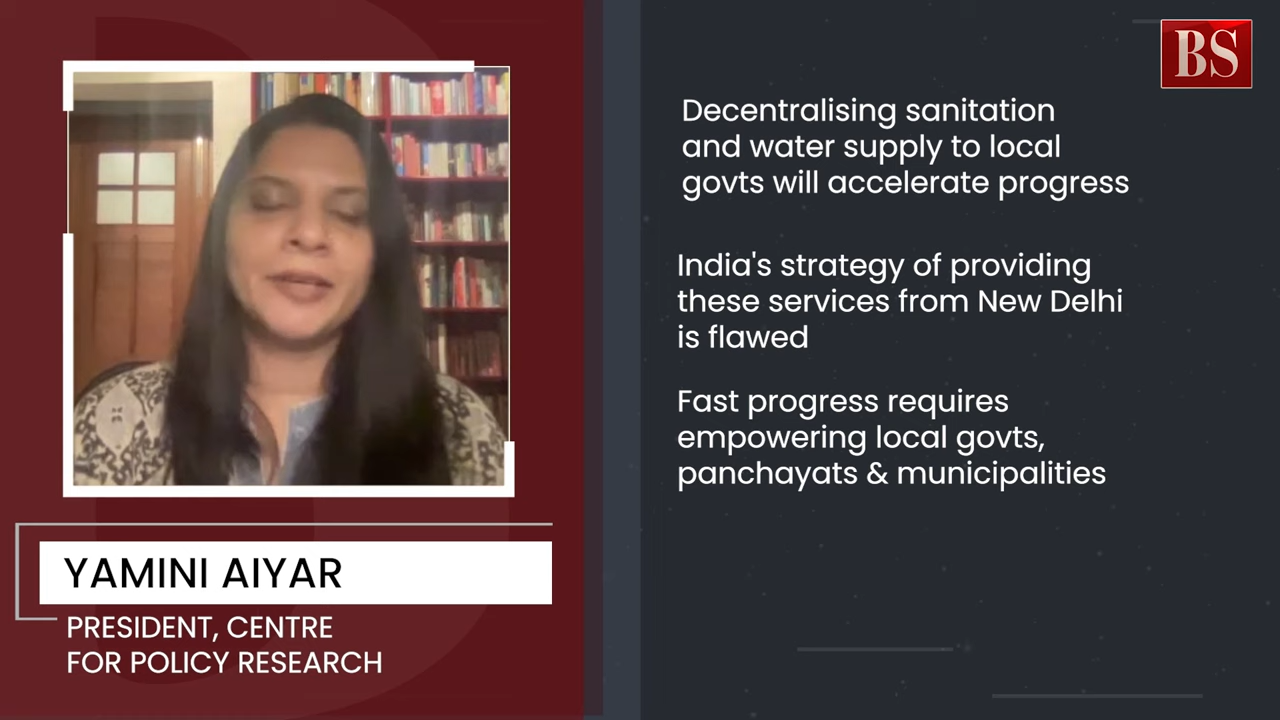 BS
Decentralising sanitation
and water supply to local
govts will accelerate progress
India's strategy of providing
these services from New Delhi
is flawed
Fast progress requires
empowering local govts,
panchayats & municipalities
YAMINI AIYAR
PRESIDENT, CENTRE
FOR POLICY RESEARCH